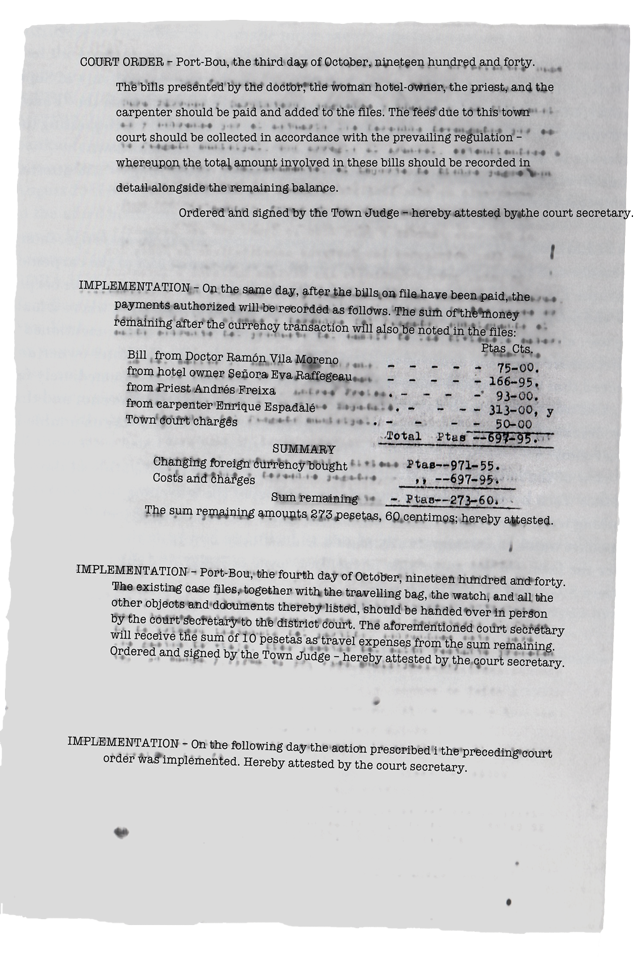 COURT ORDER - Port-Bou, the third day of October, nineteen hundred and forty.
The bills presented by the doctor, the woman hotel-owner, the priest, and the
carpenter should be paid and added to the files. The fees due to this town
court should be collected in accordance with the prevailing regulation -
whereupon the total amount involved in these bills should be recorded in
detail alongside the remaining balance.
Ordered and signed by the Town Judge - hereby attested by the court secretary.
IMPLEMENTATION - On the same day, after the bills on file have been paid, the
payments authorized will be recorded as follows. The sum of the money
remaining after the currency transaction will also be noted in the files:
Ptas. Cts.
Bill from Doctor Ramón Vila Moreno - - - - - 75-00.
from hotel owner Señora Eva Raffegeau - - - - 166-95.
from Priest Andrés Freixa - - - - 93-00.
from carpenter Enrique Espadalé - - - 313-00, y
Town court charges - - - - 50-00
Total Ptas --697-95.
SUMMARY
Changing foreign currency bought Ptas--971-55.
Costs and charges ,, --697-95.
Sum remaining - Ptas--273-60.
The sum remaining amounts 273 pesetas, 60 centimos; hereby attested.
IMPLEMENTATION - Port-Bou, the fourth day of October, nineteen hundred and forty.
The existing case files, together with the travelling bag, the watch, and all the
other objects and documents thereby listed, should be handed over in person
by the court secretary to the district court. The aforementioned court secretary
will receive the sum of 10 pesetas as travel expenses from the sum remaining.
Ordered and signed by the Town Judge - hereby attested by the court secretary.
IMPLEMENTATION - On the following day the action prescribed i the preceding court
order was implemented. Hereby attested by the court secretary.